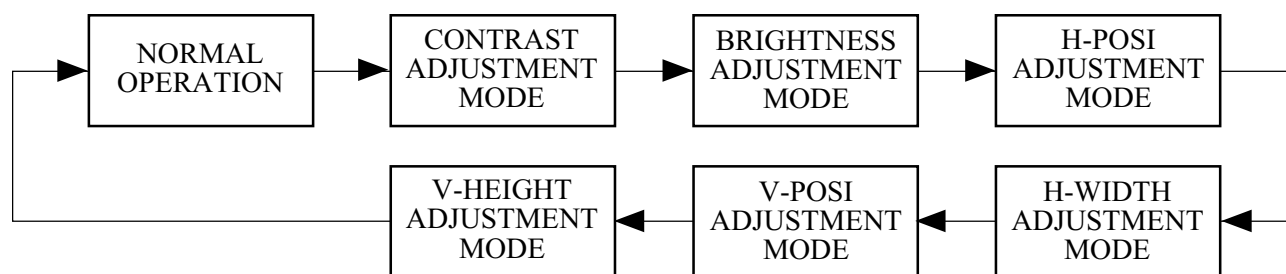 NORMAL
OPERATION
CONTRAST
ADJUSTMENT
MODE
BRIGHTNESS
ADJUSTMENT
MODE
H-POSI
ADJUSTMENT
MODE
V-HEIGHT
ADJUSTMENT
MODE
V-POSI
ADJUSTMENT
MODE
H-WIDTH
ADJUSTMENT
MODE